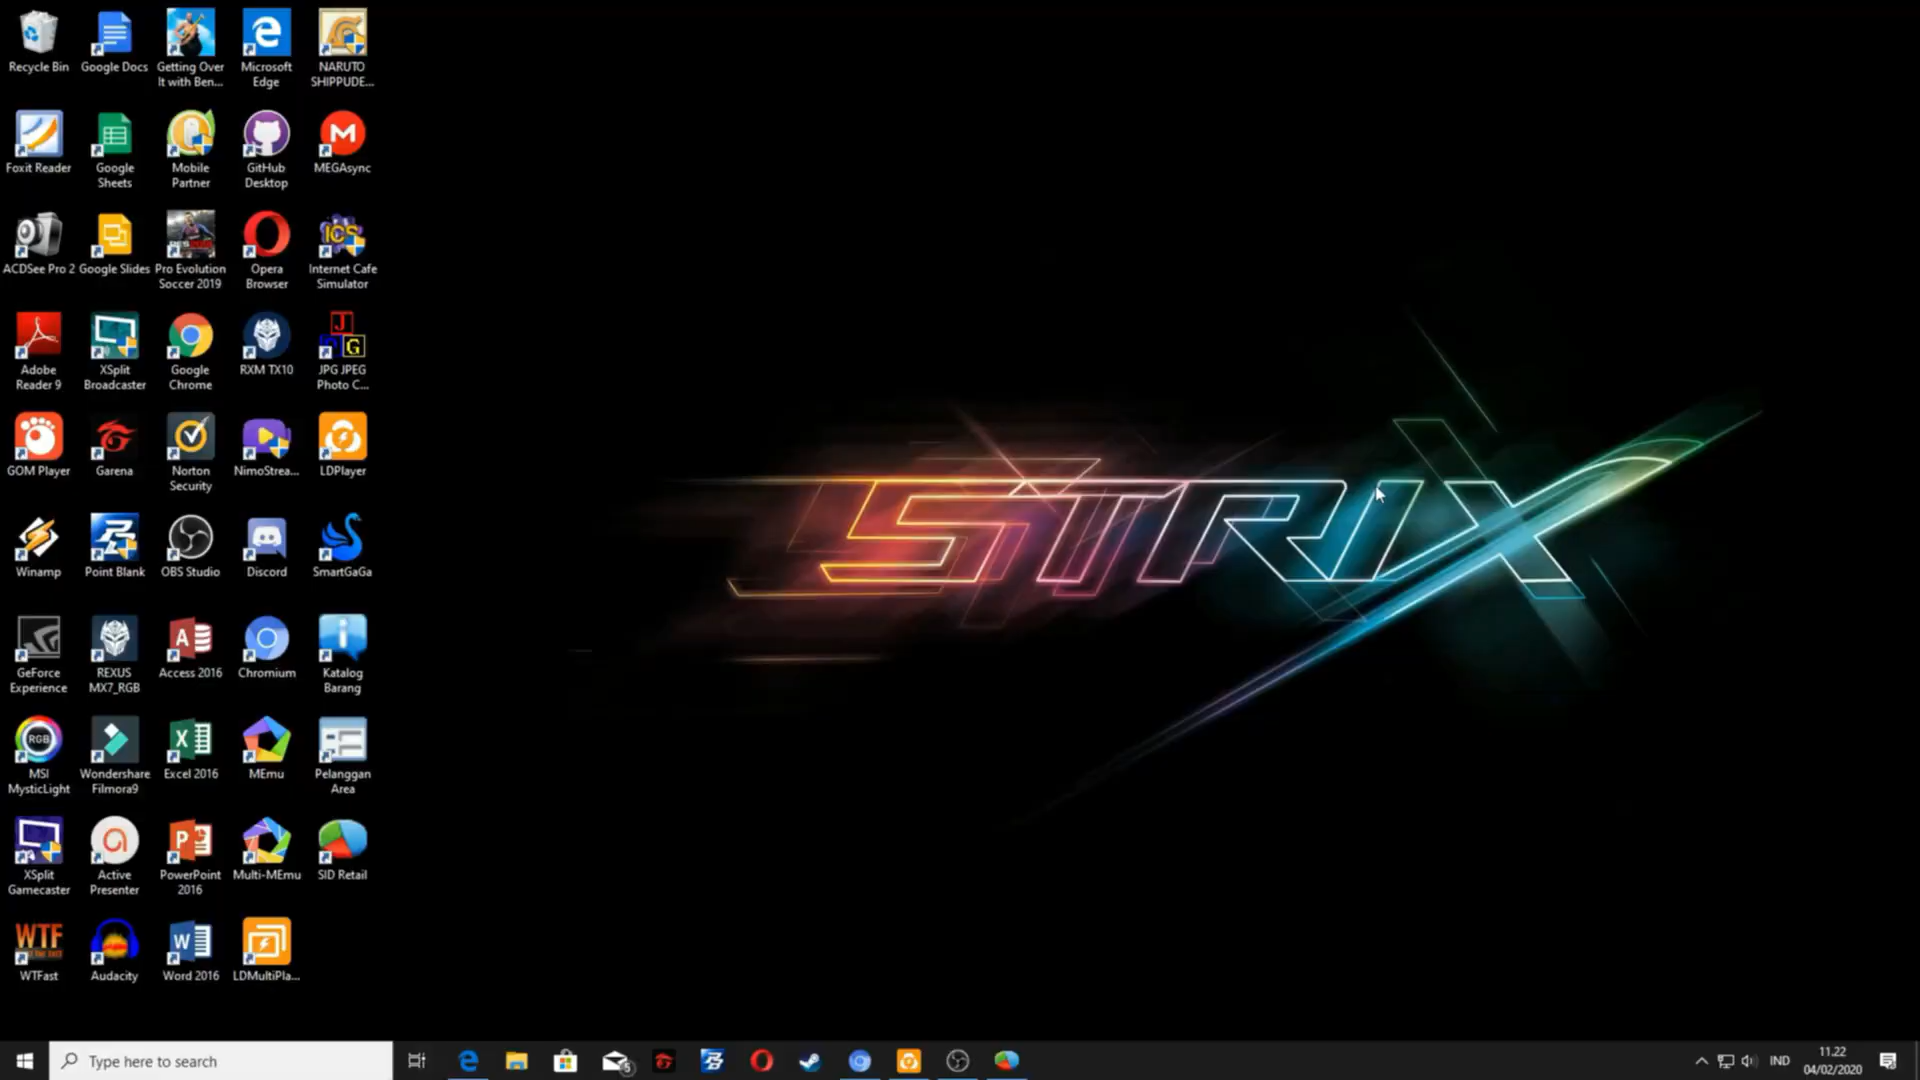 Recycle Bin
Google Docs
Getting Over
It with Ben...
Microsoft
Edge
NARUTO
SHIPPUDE...
Foxit Reader
Google
Sheets
Mobile
Partner
GitHub
Desktop
MEGAsync
ACDSee Pro 2
Google Slides
Pro Evolution
Soccer 2019
Opera
Browser
Internet Cafe
Simulator
Adobe
Reader 9
XSplit
Broadcaster
Google
Chrome
RXM TX10
JPG JPEG
Photo C...
GOM Player
Garena
Norton
Security
NimoStrea...
LDPlayer
Winamp
Point Blank
OBS Studio
Discord
SmartGaGa
STRIX
GeForce
Experience
REXUS
MX7_RGB
Access 2016
Chromium
Katalog
Barang
RGB
MSI
MysticLight
Wondershare
Filmora9
Excel 2016
MEmu
Pelanggan
Area
XSplit
Gamecaster
Active
Presenter
PowerPoint
2016
Multi-MEmu
SID Retail
WTF
WTFast
Audacity
Word 2016
LDMultiPla...
Type here to search
5
IND
11.22
04/02/2020